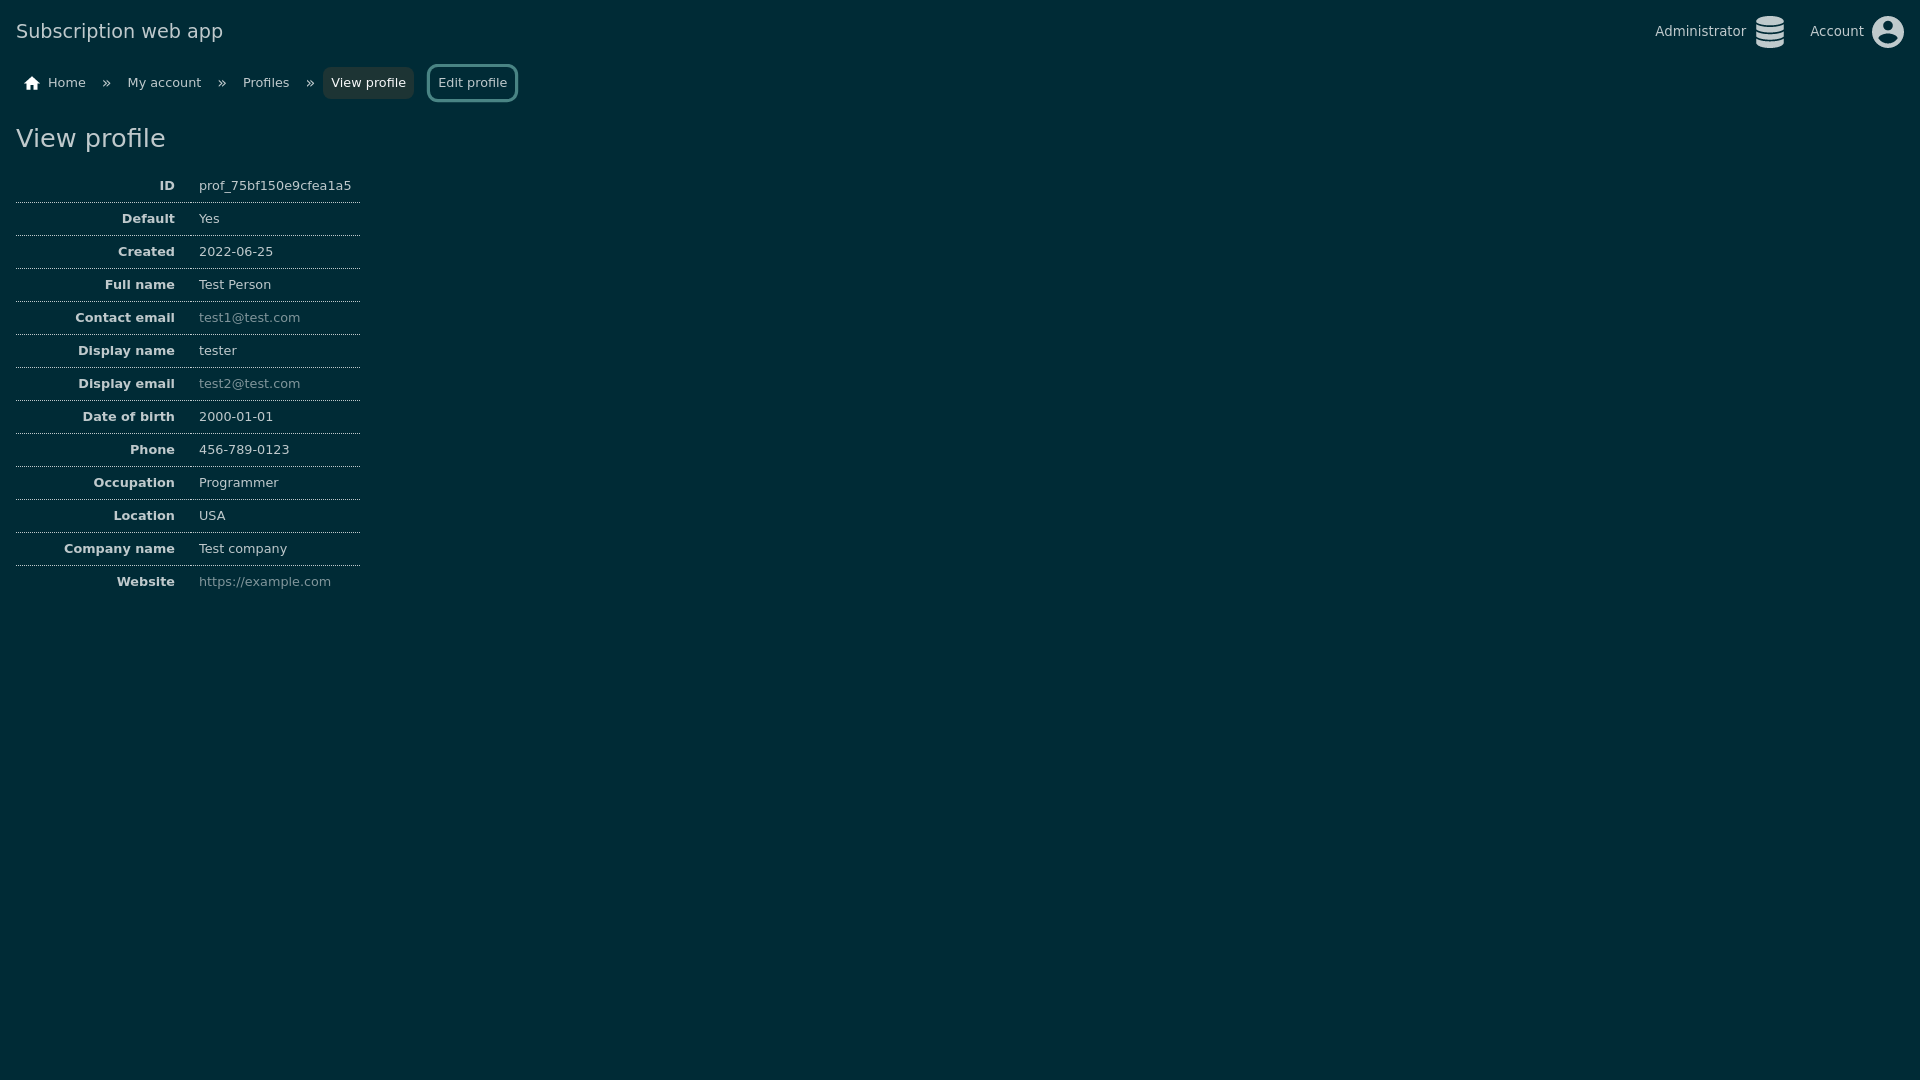 Subscription web app
Administrator
Account
Home » My account » Profiles » View profile Edit profile
View profile
ID prof_75bf150e9cfea1a5
Default Yes
Created 2022-06-25
Full name Test Person
Contact email test1@test.com
Display name tester
Display email test2@test.com
Date of birth 2000-01-01
Phone 456-789-0123
Occupation Programmer
Location USA
Company name Test company
Website https://example.com